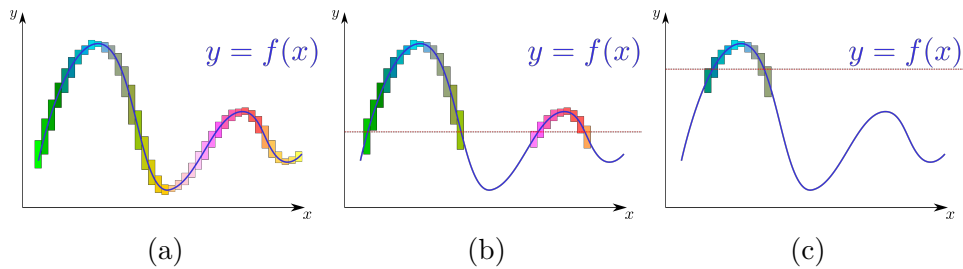 y
y = f(x)
x
(a)
y
y = f(x)
x
(b)
y
y = f(x)
x
(c)